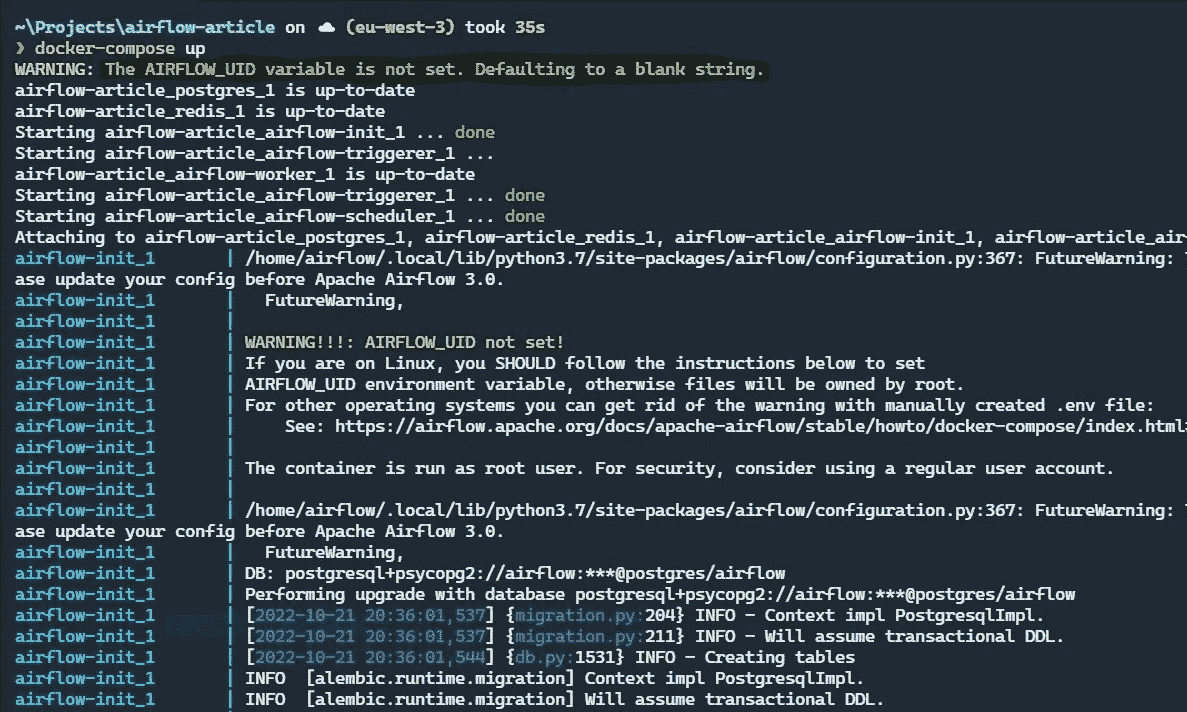 ~\Projects\airflow-article on ☁ (eu-west-3) took 35s
❯ docker-compose up
WARNING: The AIRFLOW_UID variable is not set. Defaulting to a blank string.
airflow-article_postgres_1 is up-to-date
airflow-article_redis_1 is up-to-date
Starting airflow-article_airflow-init_1 ... done
Starting airflow-article_airflow-triggerer_1 ...
airflow-article_airflow-worker_1 is up-to-date
Starting airflow-article_airflow-triggerer_1 ... done
Starting airflow-article_airflow-scheduler_1 ... done
Attaching to airflow-article_postgres_1, airflow-article_redis_1, airflow-article_airflow-init_1, airflow-article_air
airflow-init_1 | /home/airflow/.local/lib/python3.7/site-packages/airflow/configuration.py:367: FutureWarning:
ase update your config before Apache Airflow 3.0.
airflow-init_1 | FutureWarning,
airflow-init_1 |
airflow-init_1 | WARNING!!!: AIRFLOW_UID not set!
airflow-init_1 | If you are on Linux, you SHOULD follow the instructions below to set
airflow-init_1 | AIRFLOW_UID environment variable, otherwise files will be owned by root.
airflow-init_1 | For other operating systems you can get rid of the warning with manually created .env file:
airflow-init_1 | See: https://airflow.apache.org/docs/apache-airflow/stable/howto/docker-compose/index.html
airflow-init_1 |
airflow-init_1 | The container is run as root user. For security, consider using a regular user account.
airflow-init_1 |
airflow-init_1 | /home/airflow/.local/lib/python3.7/site-packages/airflow/configuration.py:367: FutureWarning:
ase update your config before Apache Airflow 3.0.
airflow-init_1 | FutureWarning,
airflow-init_1 | DB: postgresql+psycopg2://airflow:***@postgres/airflow
airflow-init_1 | Performing upgrade with database postgresql+psycopg2://airflow:***@postgres/airflow
airflow-init_1 | [2022-10-21 20:36:01,537] {migration.py:204} INFO - Context impl PostgresqlImpl.
airflow-init_1 | [2022-10-21 20:36:01,537] {migration.py:211} INFO - Will assume transactional DDL.
airflow-init_1 | [2022-10-21 20:36:01,544] {db.py:1531} INFO - Creating tables
airflow-init_1 | INFO [alembic.runtime.migration] Context impl PostgresqlImpl.
airflow-init_1 | INFO [alembic.runtime.migration] Will assume transactional DDL.